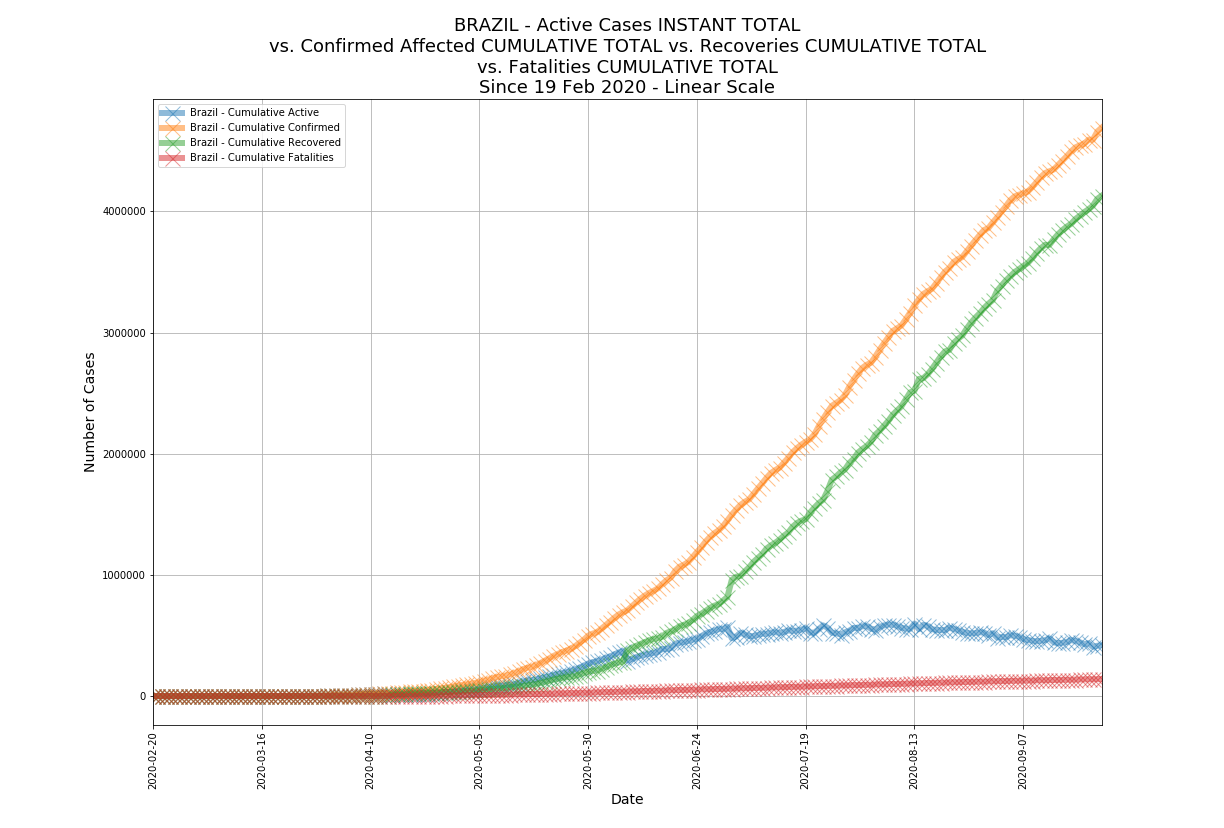 BRAZIL - Active Cases INSTANT TOTAL
vs. Confirmed Affected CUMULATIVE TOTAL vs. Recoveries CUMULATIVE TOTAL
vs. Fatalities CUMULATIVE TOTAL
Since 19 Feb 2020 - Linear Scale
Brazil - Cumulative Active
Brazil - Cumulative Confirmed
Brazil - Cumulative Recovered
Brazil - Cumulative Fatalities
Number of Cases
4000000
3000000
2000000
1000000
0
2020-02-20
2020-03-16
2020-04-10
2020-05-05
2020-05-30
2020-06-24
2020-07-19
2020-08-13
2020-09-07
Date